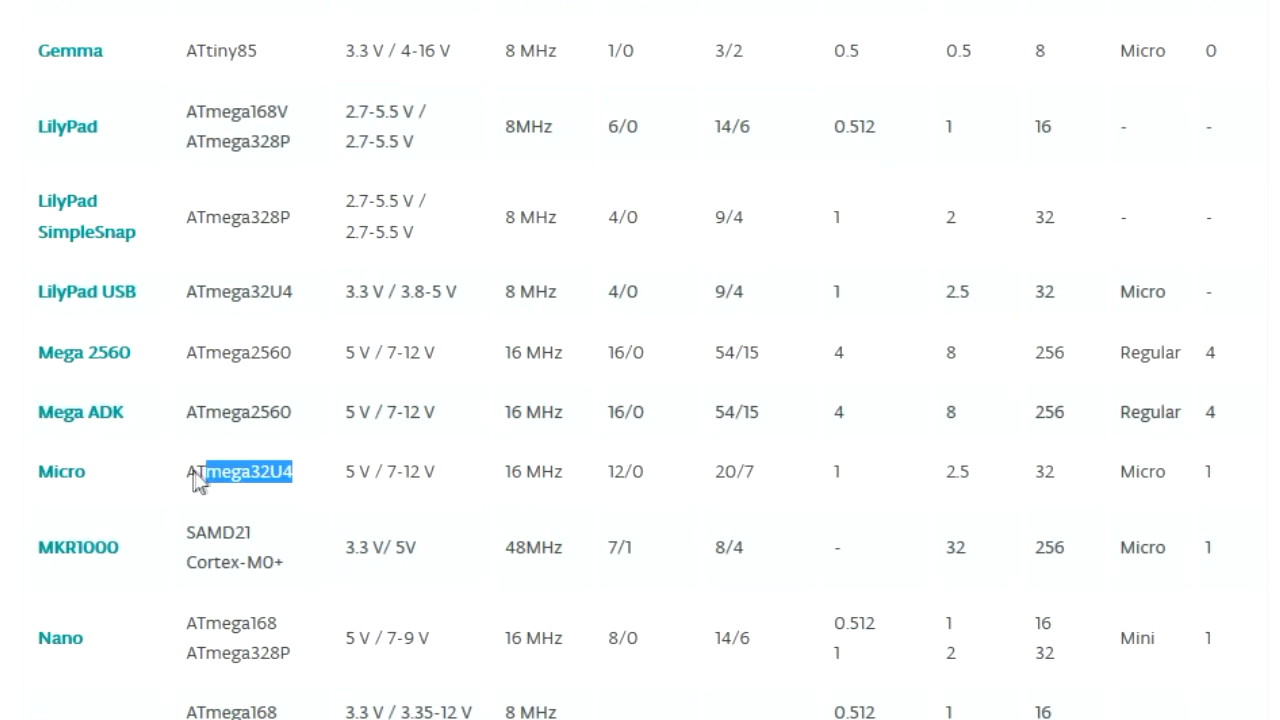 Gemma ATtiny85 3.3 V / 4-16 V 8 MHz 1/0 3/2 0.5 0.5 8 Micro 0
LilyPad ATmega168V ATmega328P 2.7-5.5 V / 2.7-5.5 V 8MHz 6/0 14/6 0.512 1 16 - -
LilyPad SimpleSnap ATmega328P 2.7-5.5 V / 2.7-5.5 V 8 MHz 4/0 9/4 1 2 32 - -
LilyPad USB ATmega32U4 3.3 V / 3.8-5 V 8 MHz 4/0 9/4 1 2.5 32 Micro -
Mega 2560 ATmega2560 5 V / 7-12 V 16 MHz 16/0 54/15 4 8 256 Regular 4
Mega ADK ATmega2560 5 V / 7-12 V 16 MHz 16/0 54/15 4 8 256 Regular 4
Micro ATmega32U4 5 V / 7-12 V 16 MHz 12/0 20/7 1 2.5 32 Micro 1
MKR1000 SAMD21 Cortex-M0+ 3.3 V/ 5V 48MHz 7/1 8/4 - 32 256 Micro 1
Nano ATmega168 ATmega328P 5 V / 7-9 V 16 MHz 8/0 14/6 0.512 1 1 2 16 32 Mini 1
ATmega168 3.3 V / 3.35-12 V 8 MHz 0.512 1 16